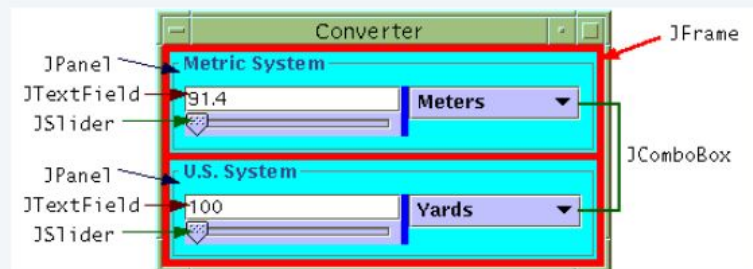 Converter
JFrame
JPanel
Metric System
JTextField
91.4
Meters
JSlider
JComboBox
JPanel
U.S. System
JTextField
100
Yards
JSlider